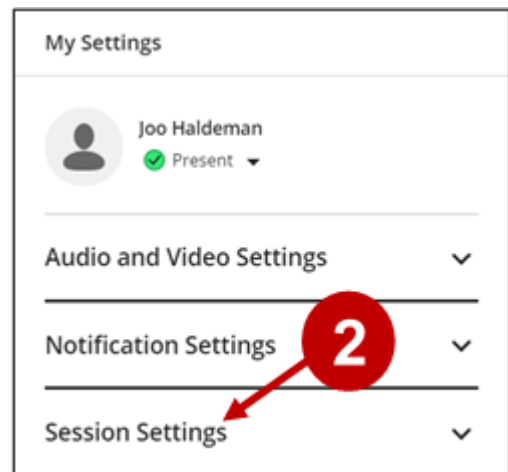 My Settings
Joo Haldeman
Present
Audio and Video Settings
Notification Settings
2
Session Settings